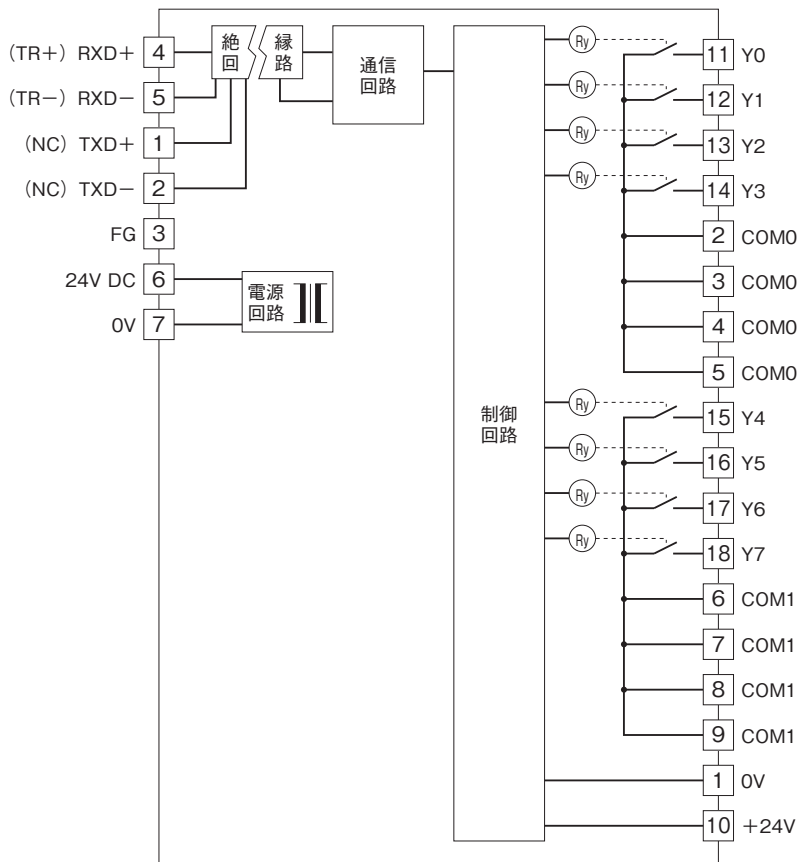 (TR+) RXD+ 4
(TR−) RXD− 5
(NC) TXD+ 1
(NC) TXD− 2
FG 3
24V DC 6
0V 7
絶縁
回路
通信
回路
電源
回路
制御
回路
Ry 11 Y0
Ry 12 Y1
Ry 13 Y2
Ry 14 Y3
2 COM0
3 COM0
4 COM0
5 COM0
Ry 15 Y4
Ry 16 Y5
Ry 17 Y6
Ry 18 Y7
6 COM1
7 COM1
8 COM1
9 COM1
1 0V
10 +24V